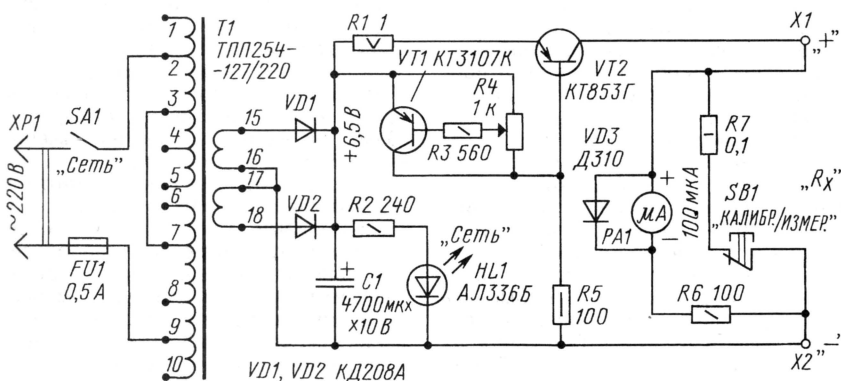 1
2
3
4
5
6
7
8
9
10
T1
ТПП254-
-127/220
SA1
„Сеть"
XP1
~220 В
FU1
0,5 А
15
16
17
18
VD1
VD2
+6,5 В
R1 1
VT1 КТ3107К
R3 560
R4
1 к
VT2
КТ853Г
R2 240
C1
4700мкх
х10 В
+
„Сеть"
HL1
АЛ336Б
R5
100
VD3
Д310
PA1
100мкА
+
μА
−
R7
0,1
SB1
„КАЛИБР./ИЗМЕР."
R6 100
X1
„+"
„Rx"
X2
„−"
VD1, VD2 КД208А